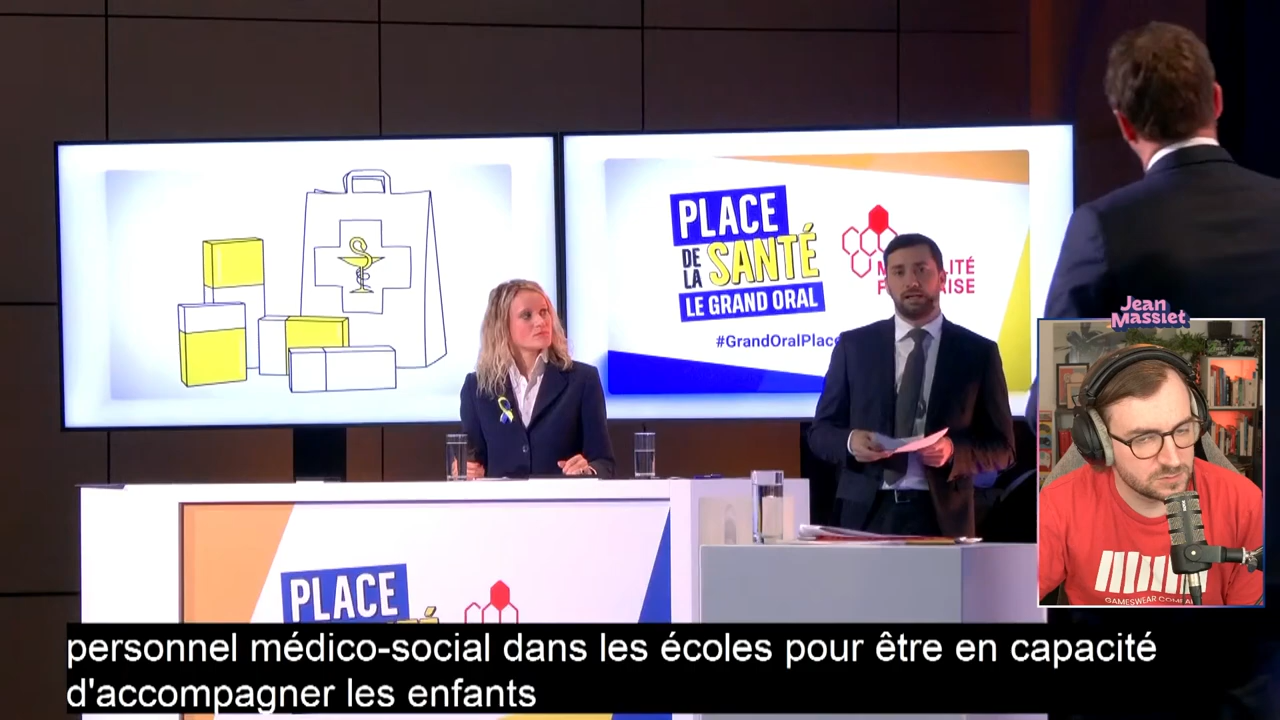 PLACE
DE
LA
SANTÉ
LE GRAND ORAL
#GrandOralPlace
Jean
Massiet
GAMESWEAR
PLACE
personnel médico-social dans les écoles pour être en capacité
d'accompagner les enfants